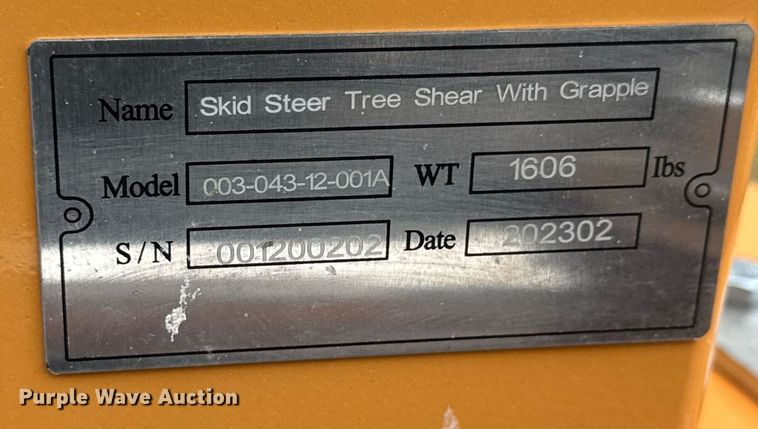 Name Skid Steer Tree Shear With Grapple
Model 003-043-12-001A WT 1606 lbs
S/N 001200202 Date 202302
Purple Wave Auction